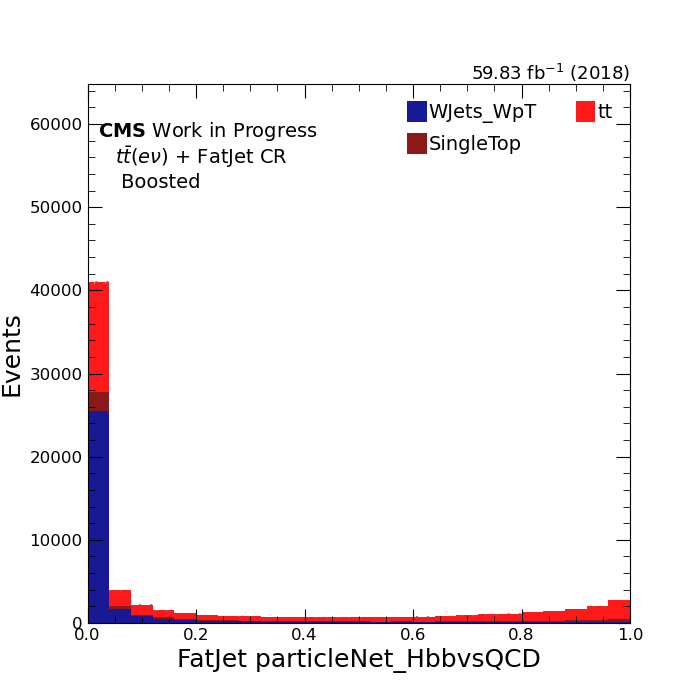 59.83 fb⁻¹ (2018)
WJets_WpT tt
SingleTop
CMS Work in Progress
tt̄(eν) + FatJet CR
Boosted
60000
50000
40000
30000
20000
10000
0
Events
0.0 0.2 0.4 0.6 0.8 1.0
FatJet particleNet_HbbvsQCD